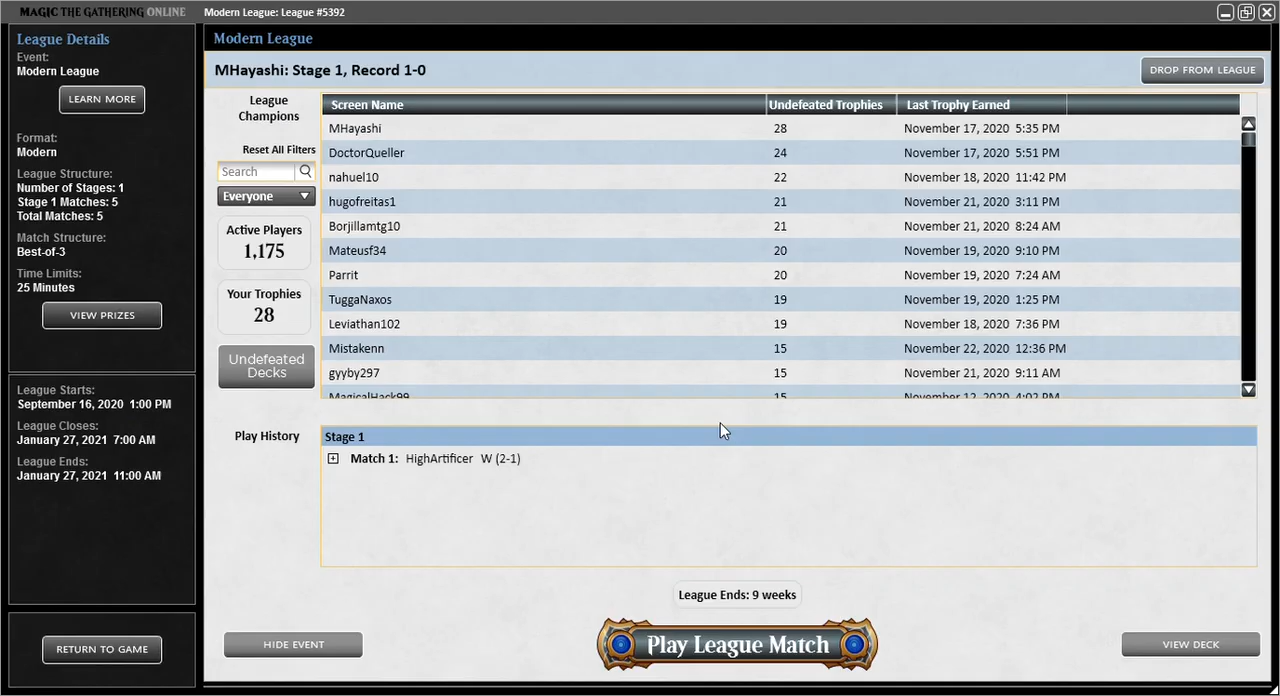 MAGIC THE GATHERING ONLINE
Modern League: League #5392
League Details
Event:
Modern League
LEARN MORE
Format:
Modern
League Structure:
Number of Stages: 1
Stage 1 Matches: 5
Total Matches: 5
Match Structure:
Best-of-3
Time Limits:
25 Minutes
VIEW PRIZES
League Starts:
September 16, 2020 1:00 PM
League Closes:
January 27, 2021 7:00 AM
League Ends:
January 27, 2021 11:00 AM
RETURN TO GAME
Modern League
MHayashi: Stage 1, Record 1-0
DROP FROM LEAGUE
League
Champions
Reset All Filters
Search
Everyone
Active Players
1,175
Your Trophies
28
Undefeated
Decks
Screen Name Undefeated Trophies Last Trophy Earned
MHayashi 28 November 17, 2020 5:35 PM
DoctorQueller 24 November 17, 2020 5:51 PM
nahuel10 22 November 18, 2020 11:42 PM
hugofreitas1 21 November 21, 2020 3:11 PM
Borjillamtg10 21 November 21, 2020 8:24 AM
Mateusf34 20 November 19, 2020 9:10 PM
Parrit 20 November 19, 2020 7:24 AM
TuggaNaxos 19 November 19, 2020 1:25 PM
Leviathan102 19 November 18, 2020 7:36 PM
Mistakenn 15 November 22, 2020 12:36 PM
gyyby297 15 November 21, 2020 9:11 AM
MagicalHack99 15 November 12, 2020 4:02 PM
Play History
Stage 1
Match 1: HighArtificer W (2-1)
League Ends: 9 weeks
HIDE EVENT
Play League Match
VIEW DECK